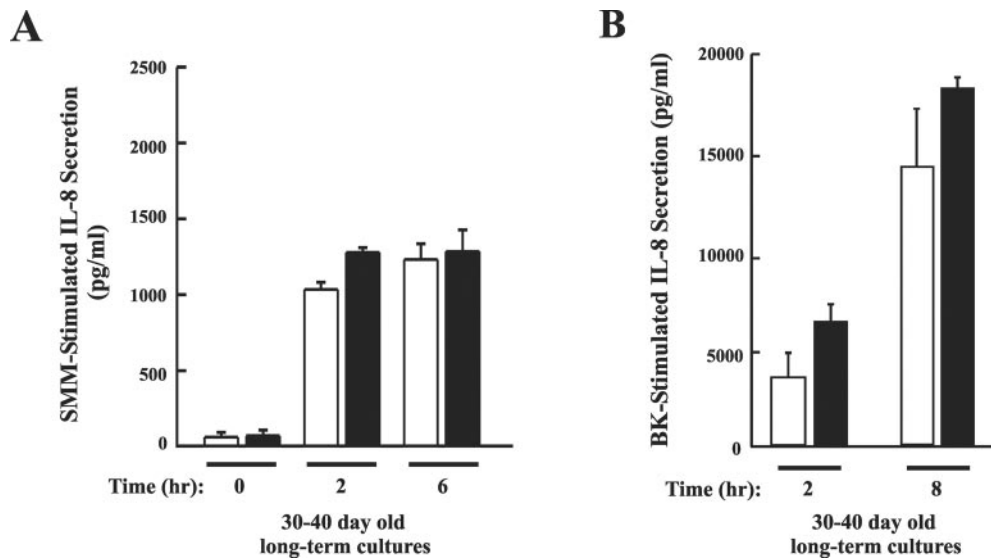 A
SMM-Stimulated IL-8 Secretion
(pg/ml)
2500
2000
1500
1000
500
0
Time (hr): 0 2 6
30-40 day old
long-term cultures
B
BK-Stimulated IL-8 Secretion (pg/ml)
20000
15000
10000
5000
0
Time (hr): 2 8
30-40 day old
long-term cultures